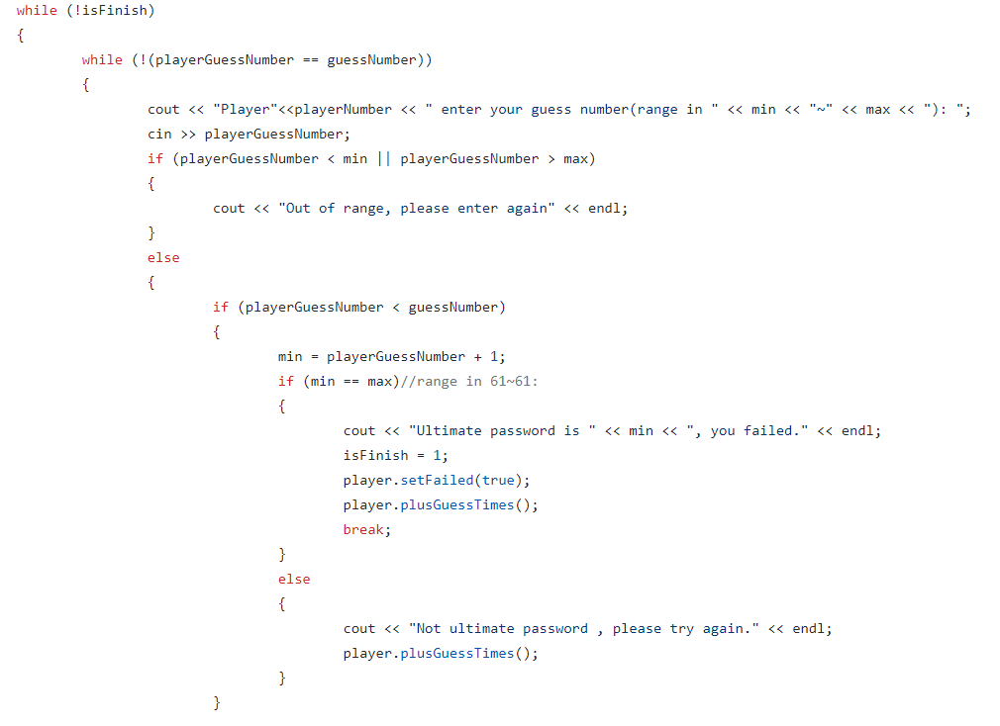 while (!isFinish)
{
while (!(playerGuessNumber == guessNumber))
{
cout << "Player"<<playerNumber << " enter your guess number(range in " << min << "~" << max << "): ";
cin >> playerGuessNumber;
if (playerGuessNumber < min || playerGuessNumber > max)
{
cout << "Out of range, please enter again" << endl;
}
else
{
if (playerGuessNumber < guessNumber)
{
min = playerGuessNumber + 1;
if (min == max)//range in 61~61:
{
cout << "Ultimate password is " << min << ", you failed." << endl;
isFinish = 1;
player.setFailed(true);
player.plusGuessTimes();
break;
}
else
{
cout << "Not ultimate password , please try again." << endl;
player.plusGuessTimes();
}
}